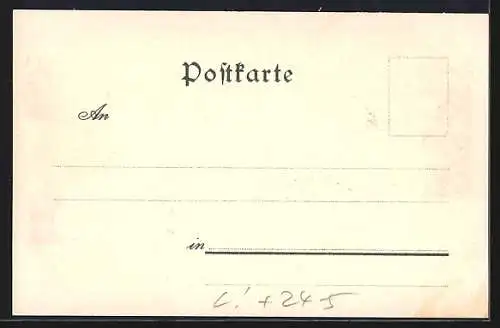 Postkarte
An
in
+ 245